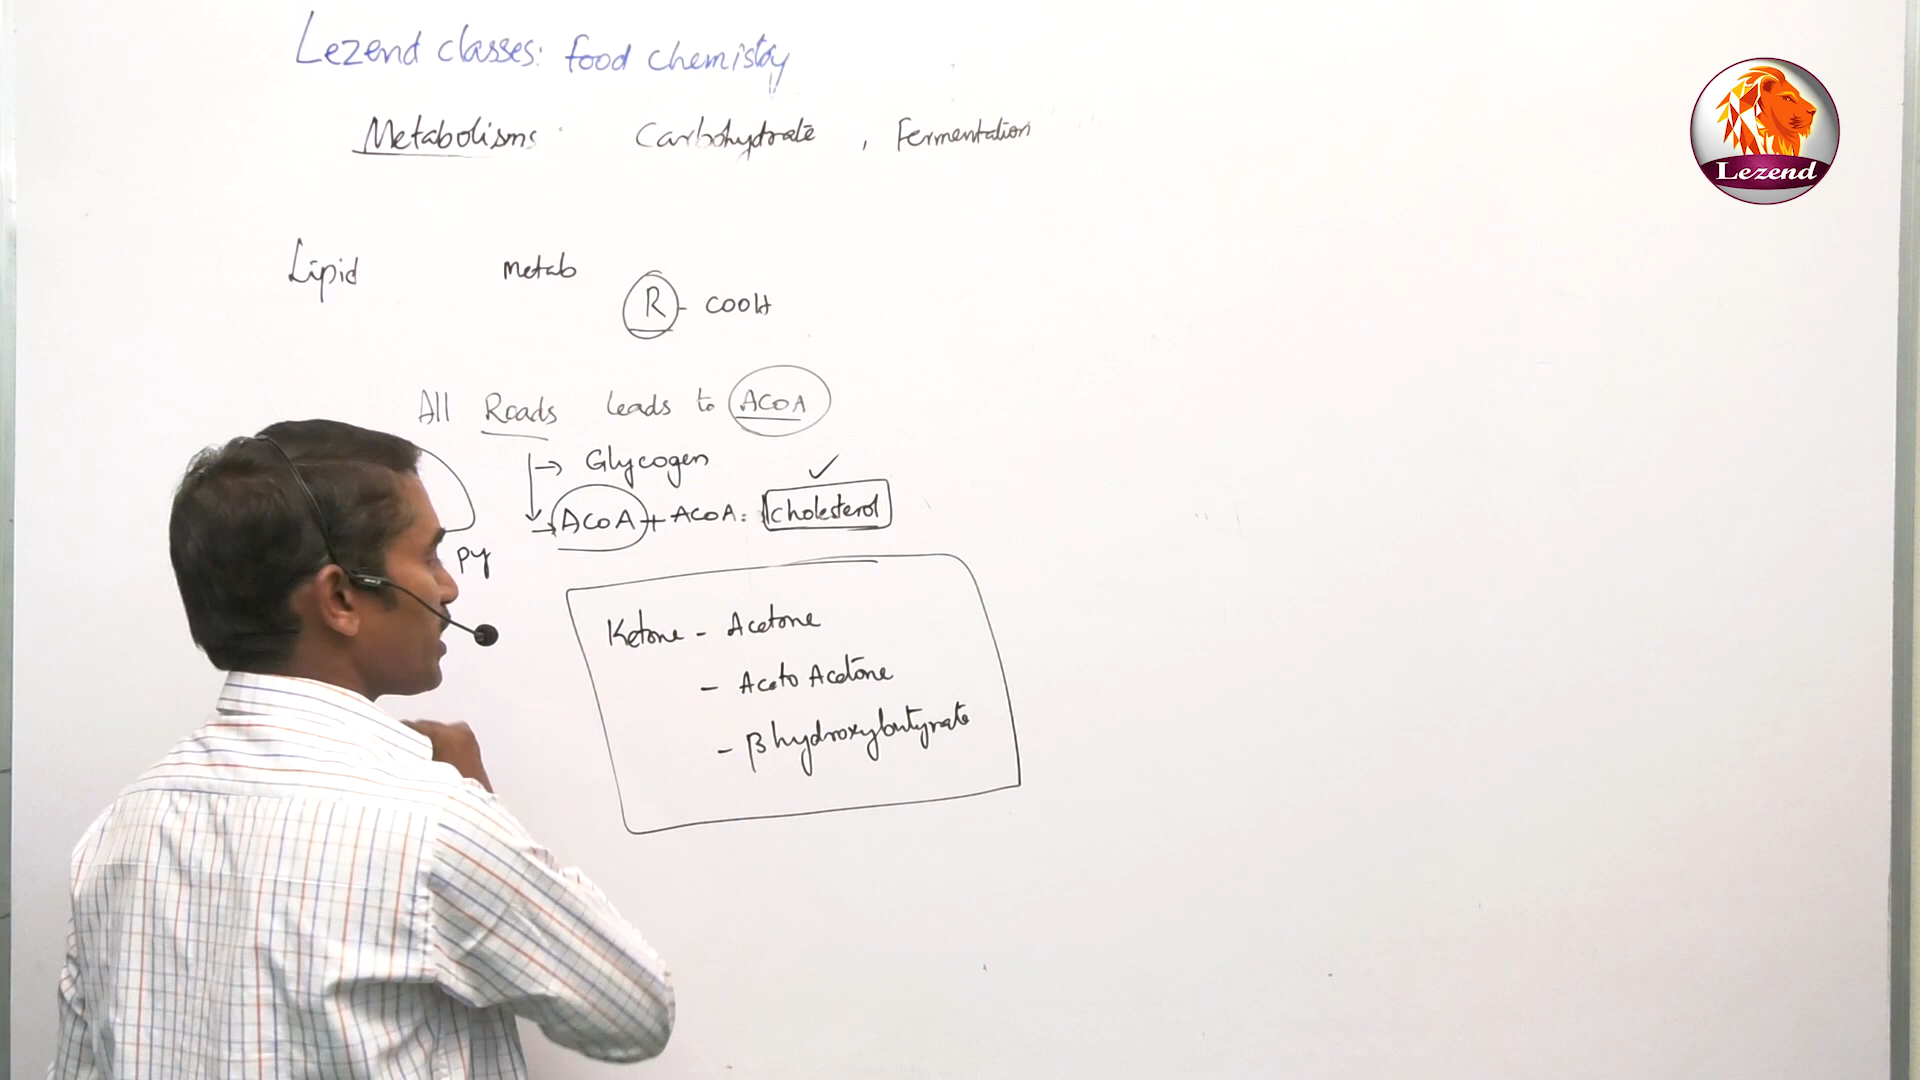 Lezend classes: food chemistry
Metabolisms Carbohydrate , Fermentation
Lezend
Lipid metab
R - COOH
All Roads leads to ACOA
→ Glycogen
✓
→ ACOA + ACOA = cholesterol
py
Ketone - Acetone
- Aceto Acetone
- β hydroxybutyrate